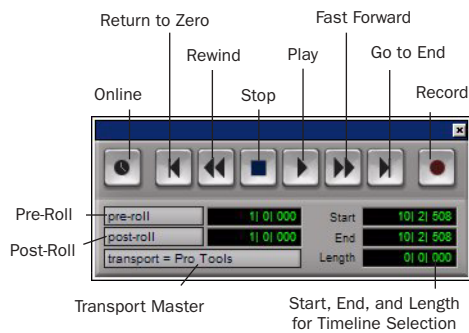 Return to Zero
Fast Forward
Rewind
Play
Go to End
Online
Stop
Record
Pre-Roll
pre-roll
1| 0| 000
Start
10| 2| 508
Post-Roll
post-roll
1| 0| 000
End
10| 2| 508
transport = Pro Tools
Length
0| 0| 000
Transport Master
Start, End, and Length
for Timeline Selection